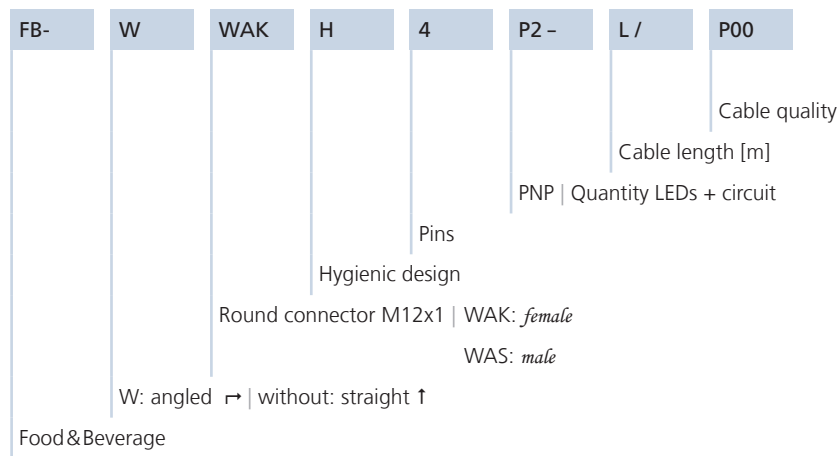 FB- W WAK H 4 P2 – L / P00
Cable quality
Cable length [m]
PNP | Quantity LEDs + circuit
Pins
Hygienic design
Round connector M12x1 | WAK: female
WAS: male
W: angled ↱ | without: straight ↑
Food&Beverage